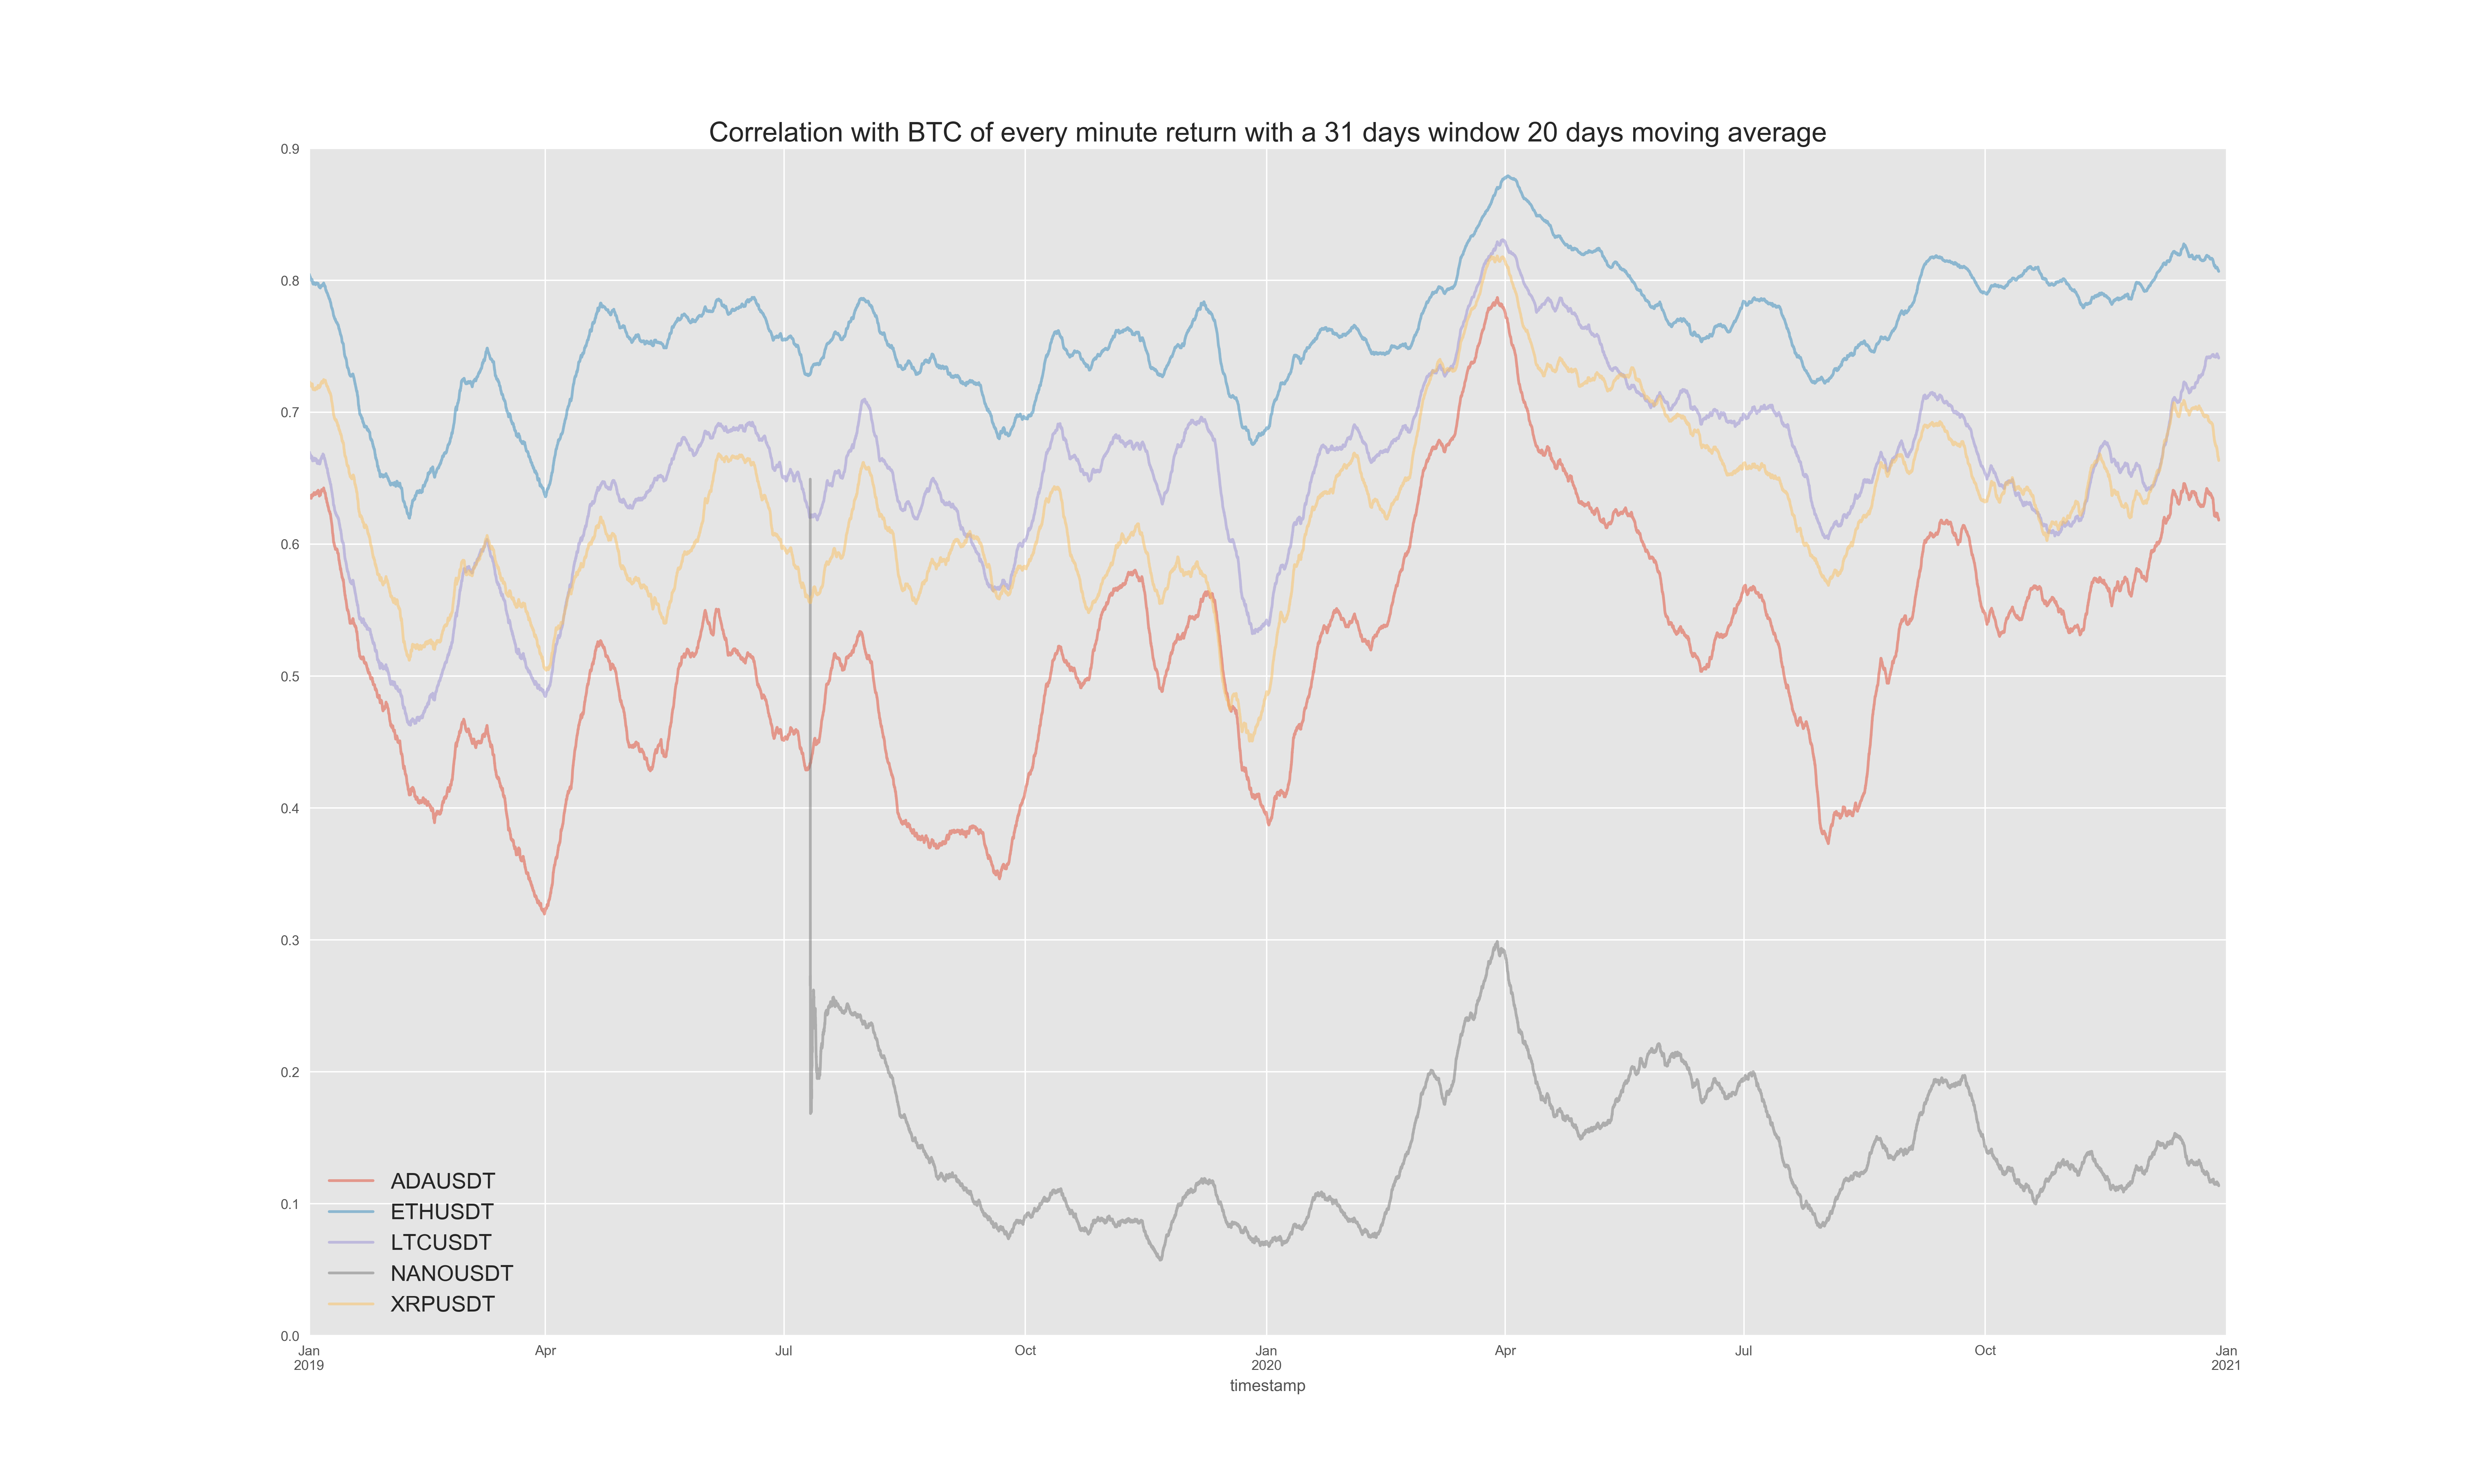 Correlation with BTC of every minute return with a 31 days window 20 days moving average
0.9
0.8
0.7
0.6
0.5
0.4
0.3
0.2
0.1
0.0
ADAUSDT
ETHUSDT
LTCUSDT
NANOUSDT
XRPUSDT
Jan Apr Jul Oct Jan Apr Jul Oct Jan
2019 2020 2021
timestamp